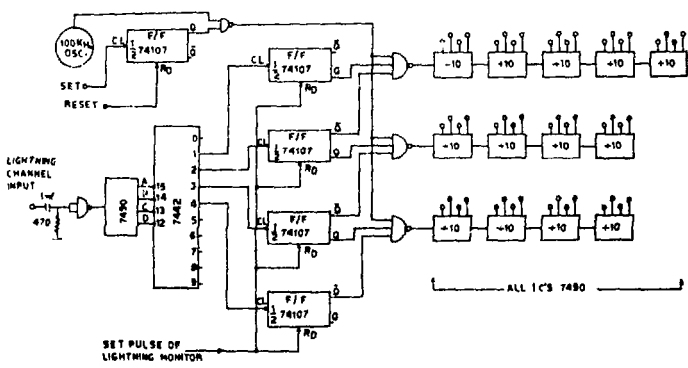 100KHz
OSC.
CL
F/F
1/2 74107
Q
Q̄
RD
SET
RESET
F/F
1/2 74107
Q̄
RD
-10
÷10
÷10
÷10
÷10
LIGHTNING
CHANNEL
INPUT
470
7490
A
D
15
14
13
12
7442
0
1
2
3
4
5
6
7
8
9
CL
F/F
1/2 74107
Q̄
Q
RD
÷10
÷10
÷10
÷10
CL
F/F
1/2 74107
Q̄
Q
RD
÷10
÷10
÷10
÷10
CL
F/F
1/2 74107
Q̄
RD
ALL IC'S 7490
SET PULSE OF
LIGHTNING MONITOR